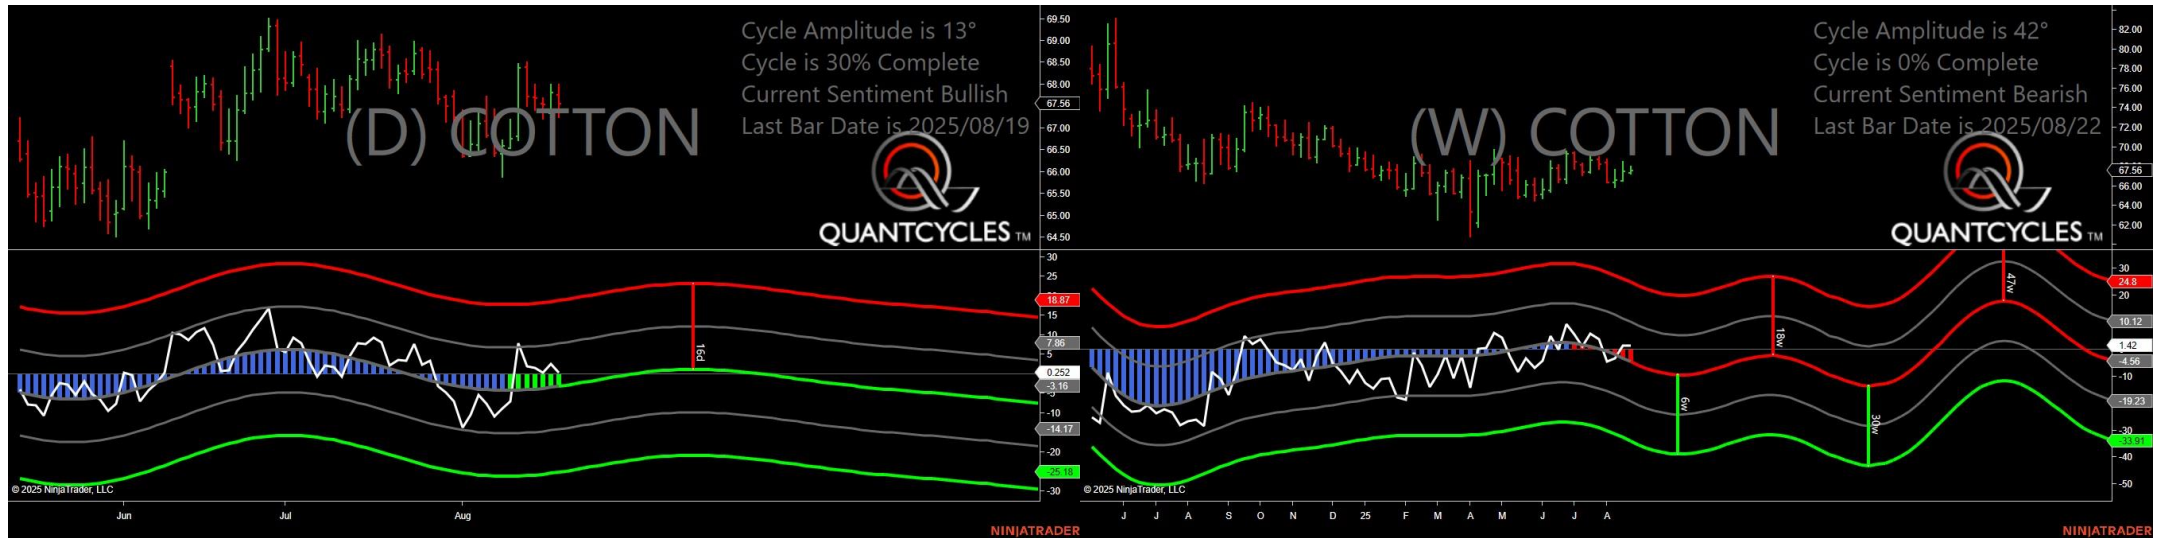 Cycle Amplitude is 13°
Cycle is 30% Complete
Current Sentiment Bullish
Last Bar Date is 2025/08/19
(D) COTTON
QUANTCYCLES TM
69.50
69.00
68.50
68.00
67.56
67.00
66.50
66.00
65.50
65.00
64.50
30
25
18.87
15
10
7.86
5
0.252
-3.16
-10
-14.17
-20
-25.18
-30
16d
© 2025 NinjaTrader, LLC
Jun Jul Aug
NINJATRADER
Cycle Amplitude is 42°
Cycle is 0% Complete
Current Sentiment Bearish
Last Bar Date is 2025/08/22
(W) COTTON
QUANTCYCLES TM
82.00
80.00
78.00
76.00
74.00
72.00
70.00
67.56
66.00
64.00
62.00
30
24.8
20
10.12
1.42
-4.56
-10
-19.23
-30
-33.91
-40
-50
6w
18w
30w
47w
© 2025 NinjaTrader, LLC
J J A S O N D 25 F M A M J J A
NINJATRADER